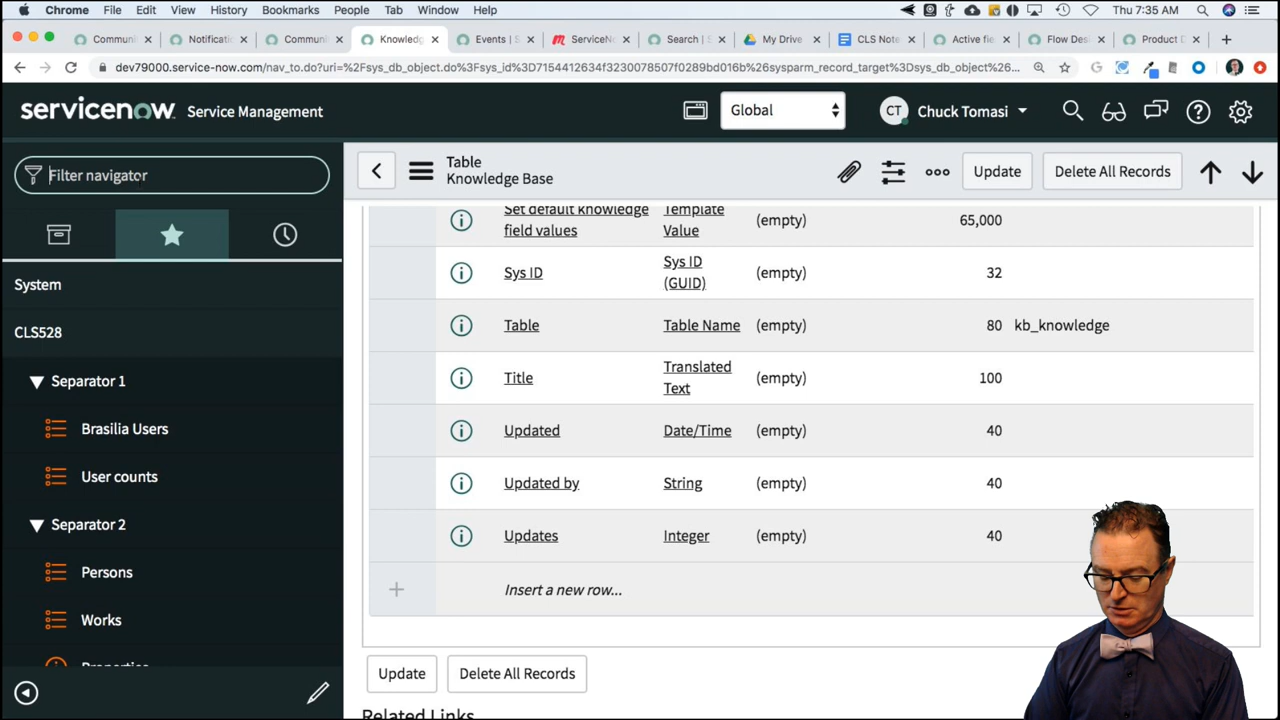 Chrome File Edit View History Bookmarks People Tab Window Help Thu 7:35 AM
Communi Notificati Communi Knowledg Events | S ServiceNo Search | S My Drive CLS Note Active fie Flow Des Product D
dev79000.service-now.com/nav_to.do?uri=%2Fsys_db_object.do%3Fsys_id%3D7154412634f3230078507f0289bd016b%26sysparm_record_target%3Dsys_db_object%26...
servicenow Service Management Global CT Chuck Tomasi
Filter navigator
System
CLS528
Separator 1
Brasilia Users
User counts
Separator 2
Persons
Works
Properties
Table
Knowledge Base
Update Delete All Records
Set default knowledge field values Template Value (empty) 65,000
Sys ID Sys ID (GUID) (empty) 32
Table Table Name (empty) 80 kb_knowledge
Title Translated Text (empty) 100
Updated Date/Time (empty) 40
Updated by String (empty) 40
Updates Integer (empty) 40
Insert a new row...
Update Delete All Records
Related Links